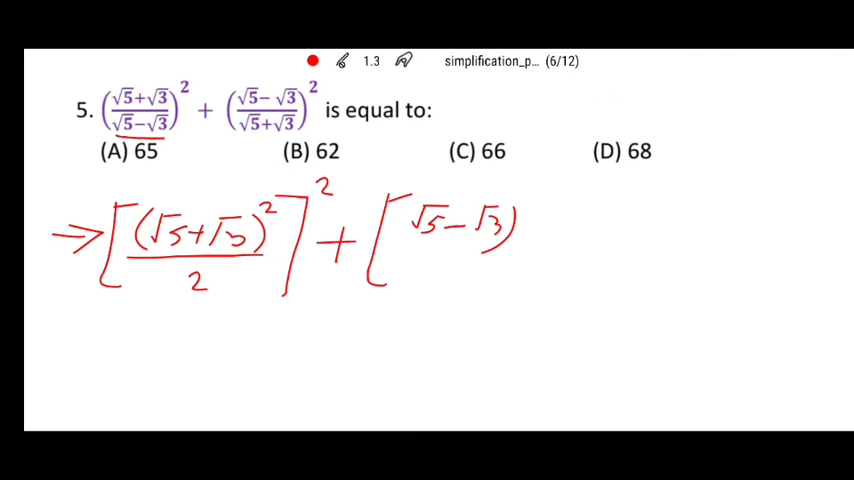 1.3 simplification_p... (6/12)
5. ((√5+√3)/(√5−√3))² + ((√5− √3)/(√5+√3))² is equal to:
(A) 65 (B) 62 (C) 66 (D) 68
⇒ [(√5+√3)²/2]² + [√5−√3)